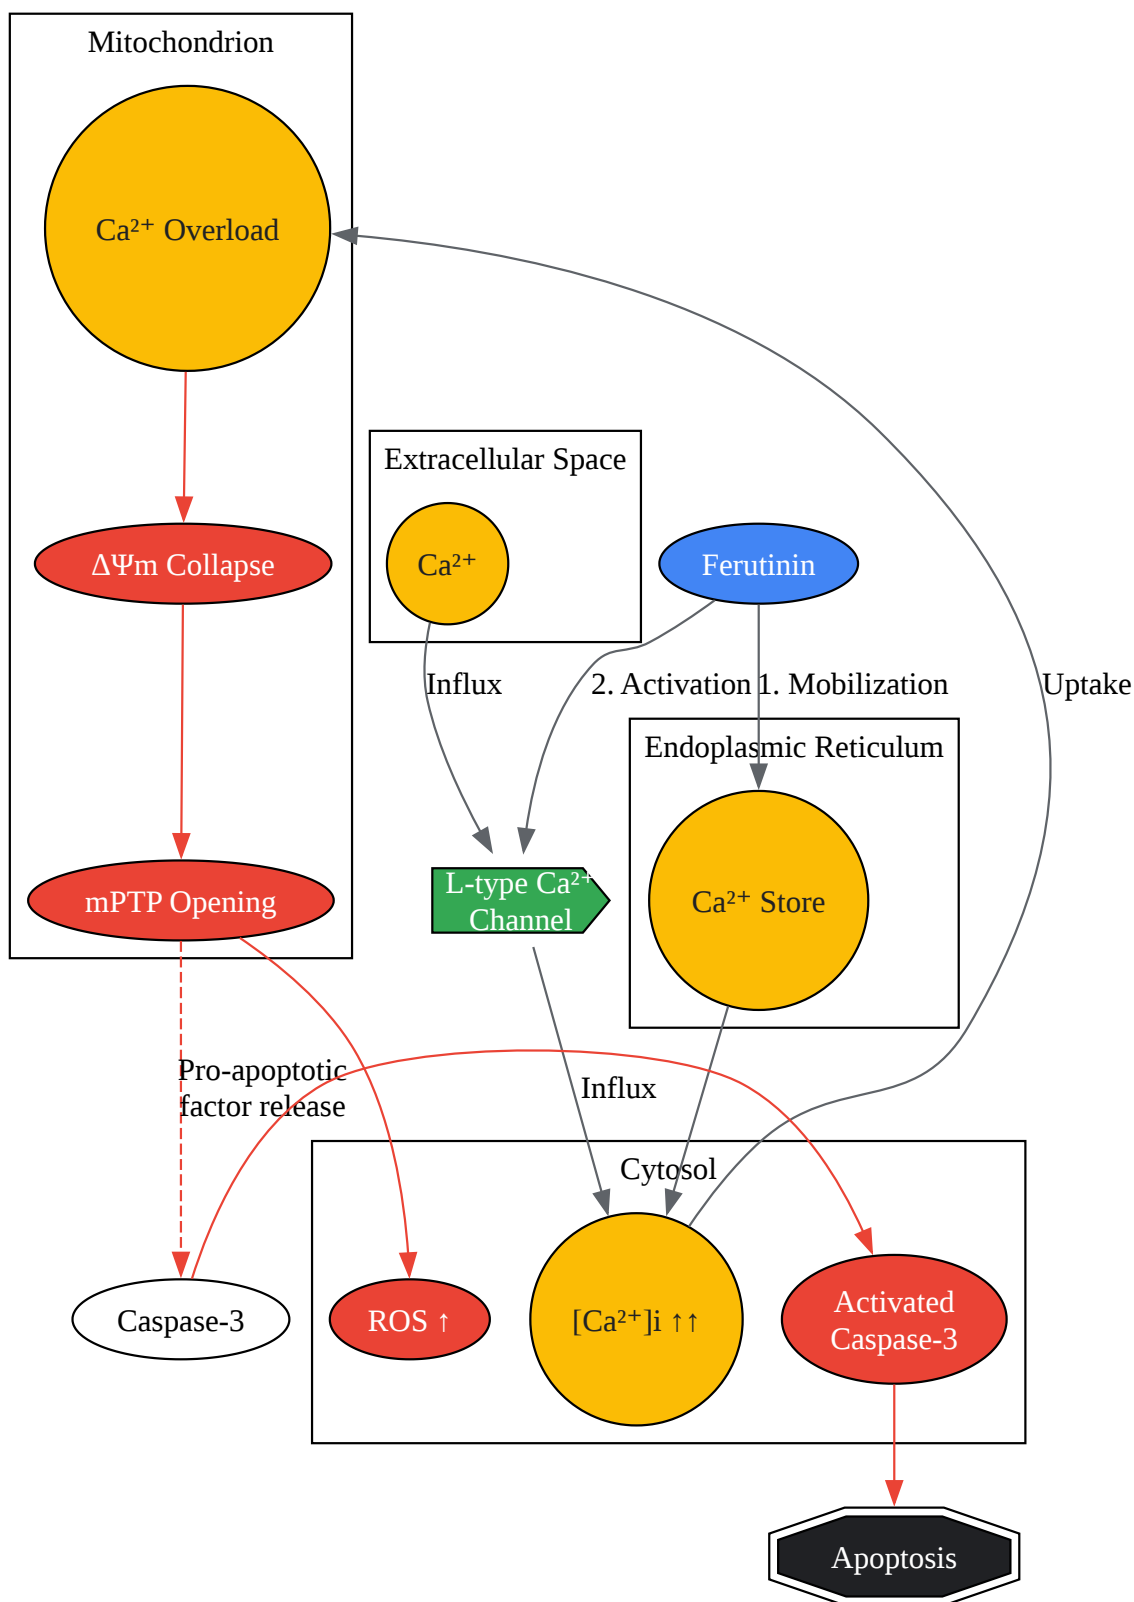 Mitochondrion
Ca²⁺ Overload
Extracellular Space
Ca²⁺
Ferutinin
ΔΨm Collapse
Influx
2. Activation
1. Mobilization
Uptake
Endoplasmic Reticulum
L-type Ca²⁺
Channel
Ca²⁺ Store
mPTP Opening
Pro-apoptotic
factor release
Influx
Cytosol
Caspase-3
ROS ↑
[Ca²⁺]i ↑↑
Activated
Caspase-3
Apoptosis